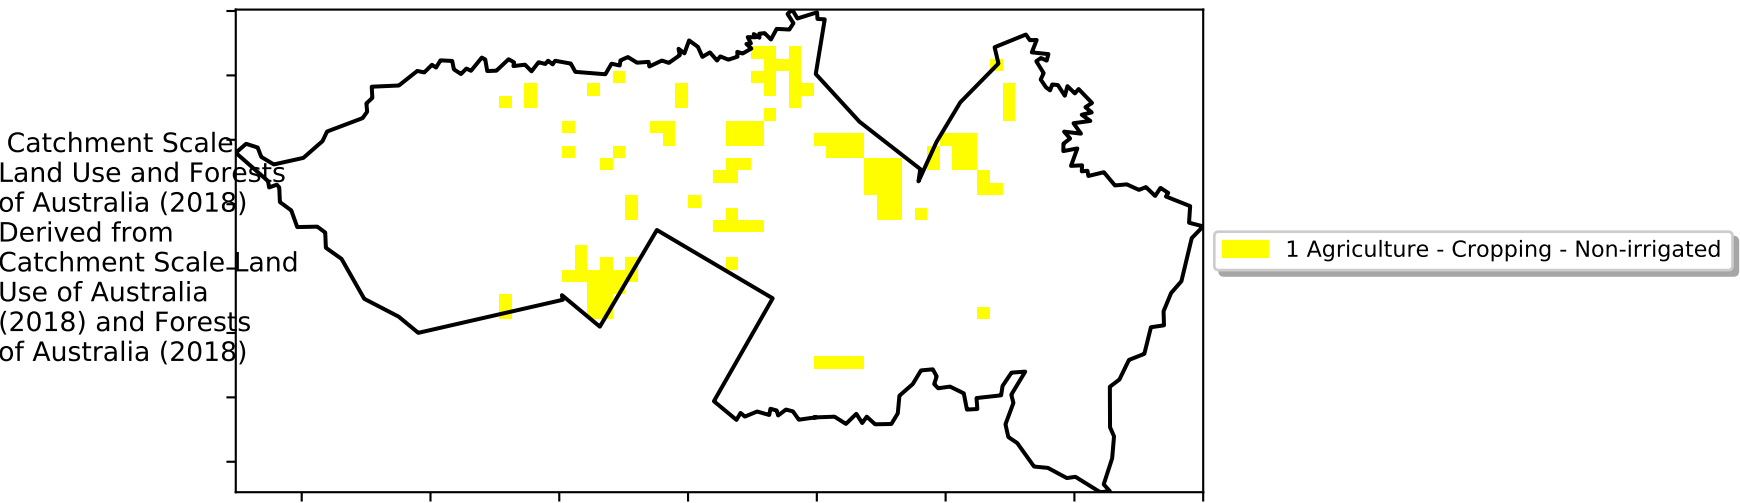 Catchment Scale
Land Use and Forests
of Australia (2018)
Derived from
Catchment Scale Land
Use of Australia
(2018) and Forests
of Australia (2018)
1 Agriculture - Cropping - Non-irrigated